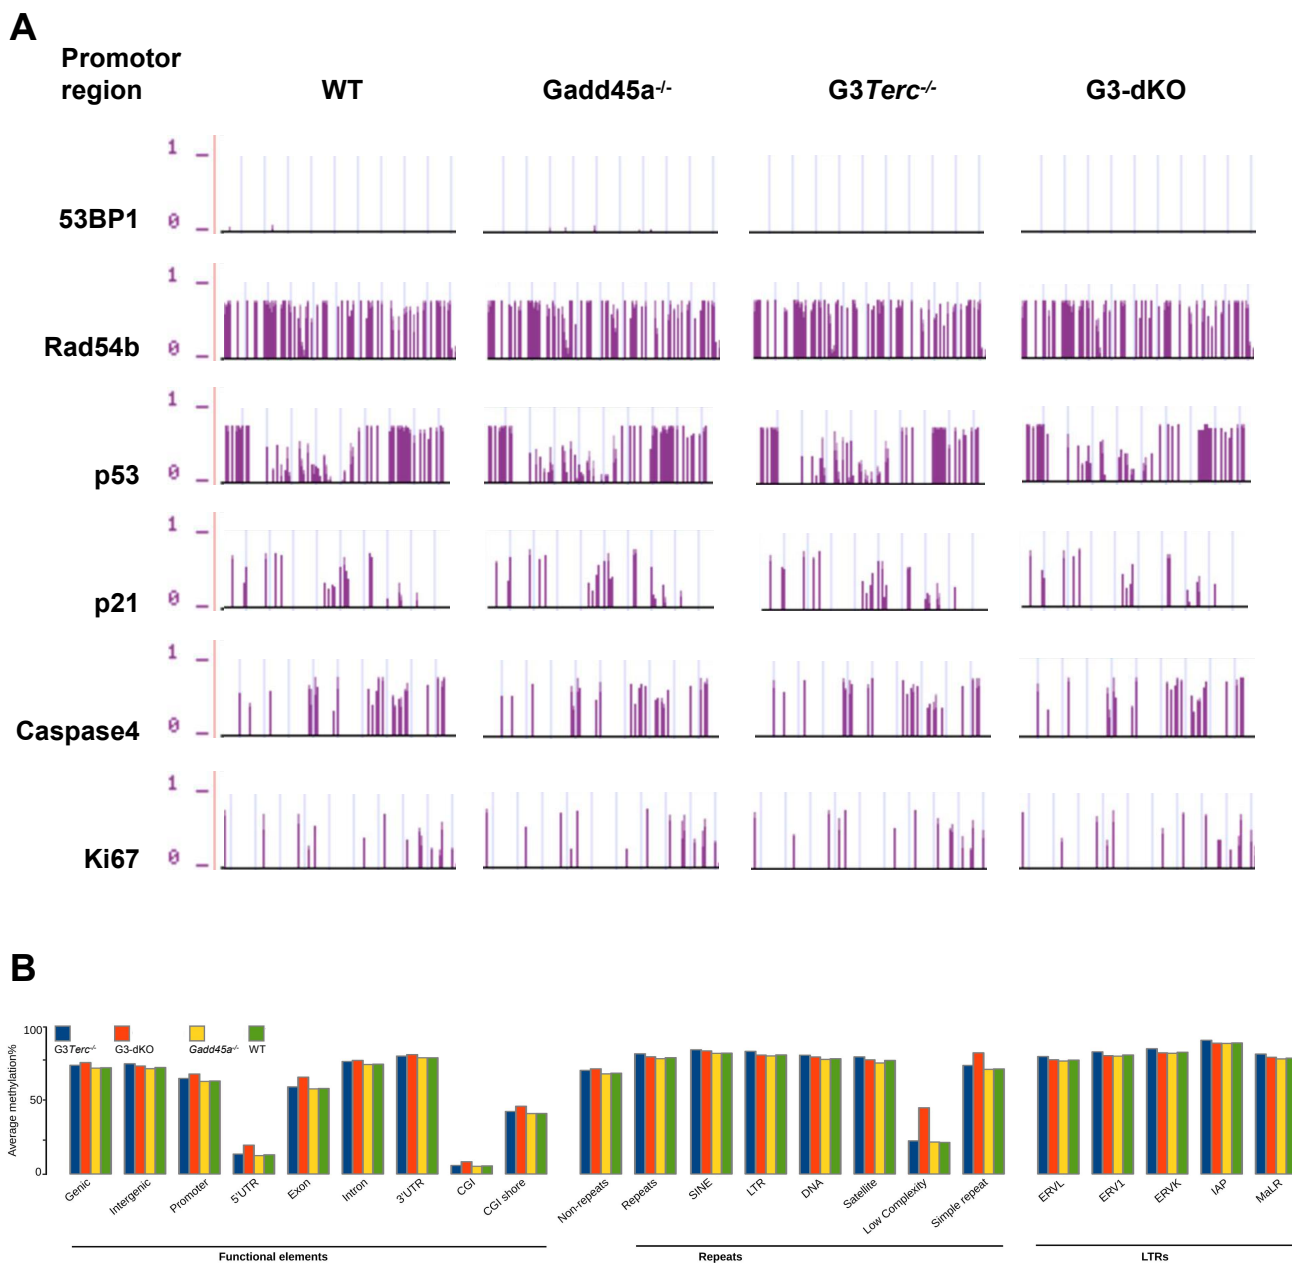 A
Promotor
region
WT
Gadd45a-/-
G3Terc-/-
G3-dKO
1
0
53BP1
1
0
Rad54b
1
0
p53
1
0
p21
1
0
Caspase4
1
0
Ki67
B
Average methylation%
100
50
0
G3Terc-/-
G3-dKO
Gadd45a-/-
WT
Genic
Intergenic
Promoter
5'UTR
Exon
Intron
3'UTR
CGI
CGI shore
Non-repeats
Repeats
SINE
LTR
DNA
Satellite
Low Complexity
Simple repeat
ERVL
ERV1
ERVK
IAP
MaLR
Functional elements
Repeats
LTRs